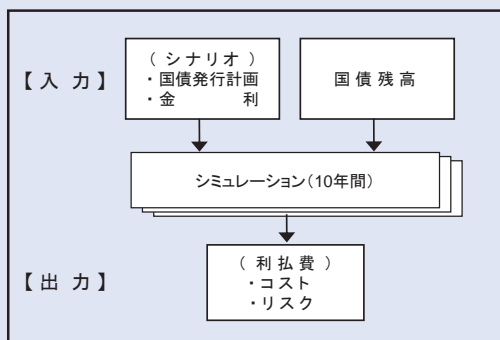 【入力】
(シナリオ)
・国債発行計画
・金利
国債残高
シミュレーション(10年間)
【出力】
(利払費)
・コスト
・リスク